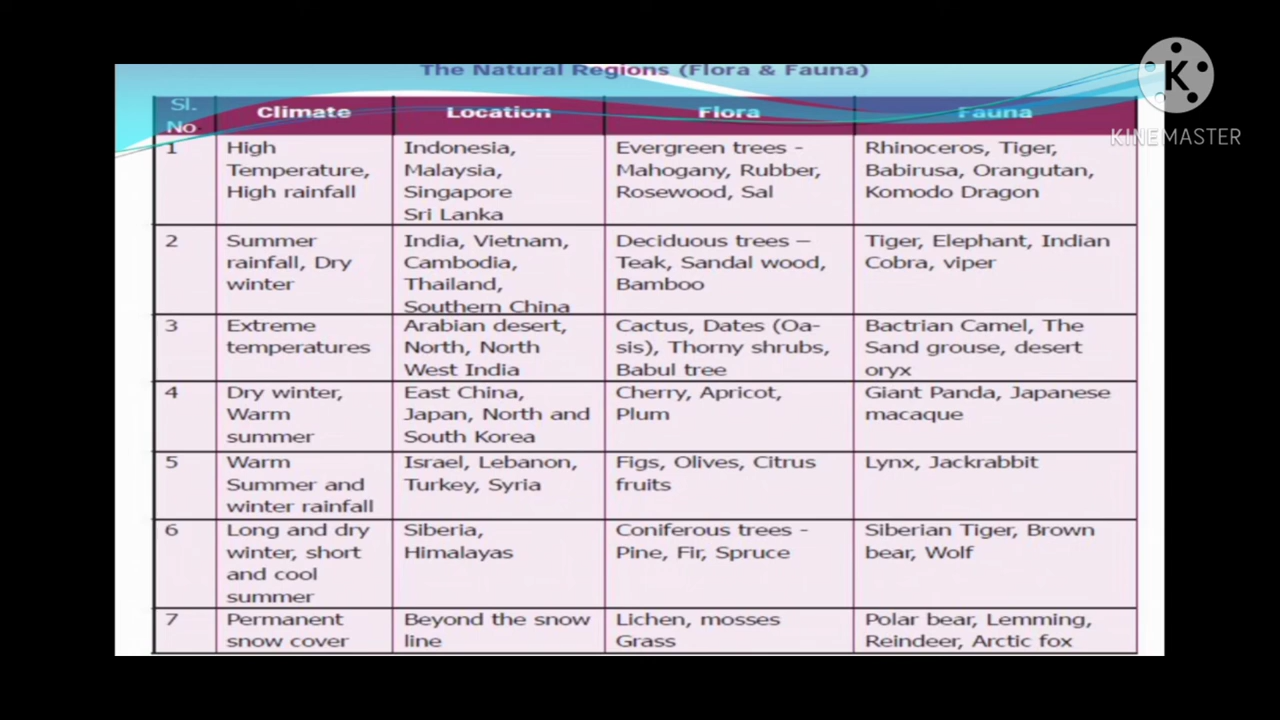 The Natural Regions (Flora & Fauna)
Sl. No. Climate Location Flora Fauna
1 High Indonesia, Evergreen trees - Rhinoceros, Tiger,
Temperature, Malaysia, Mahogany, Rubber, Babirusa, Orangutan,
High rainfall Singapore Rosewood, Sal Komodo Dragon
Sri Lanka
2 Summer India, Vietnam, Deciduous trees – Tiger, Elephant, Indian
rainfall, Dry Cambodia, Teak, Sandal wood, Cobra, viper
winter Thailand, Bamboo
Southern China
3 Extreme Arabian desert, Cactus, Dates (Oa- Bactrian Camel, The
temperatures North, North sis), Thorny shrubs, Sand grouse, desert
West India Babul tree oryx
4 Dry winter, East China, Cherry, Apricot, Giant Panda, Japanese
Warm Japan, North and Plum macaque
summer South Korea
5 Warm Israel, Lebanon, Figs, Olives, Citrus Lynx, Jackrabbit
Summer and Turkey, Syria fruits
winter rainfall
6 Long and dry Siberia, Coniferous trees - Siberian Tiger, Brown
winter, short Himalayas Pine, Fir, Spruce bear, Wolf
and cool
summer
7 Permanent Beyond the snow Lichen, mosses Polar bear, Lemming,
snow cover line Grass Reindeer, Arctic fox
K
KINEMASTER